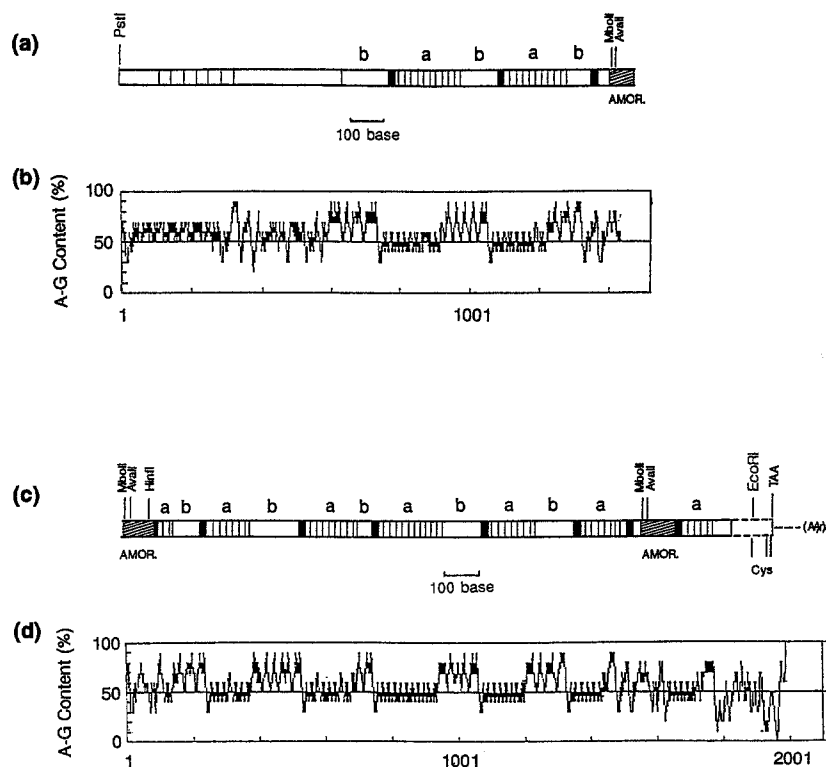 (a)
PstI
MboII
AvaII
b a b a b
AMOR.
100 base
(b)
A-G Content (%)
100
50
0
1 1001
(c)
MboII
AvaII
HinfI
MboII
AvaII
EcoRI
TAA
a b a b a b a b a b a a
AMOR. AMOR.
Cys
100 base
(d)
A-G Content (%)
100
50
0
1 1001 2001